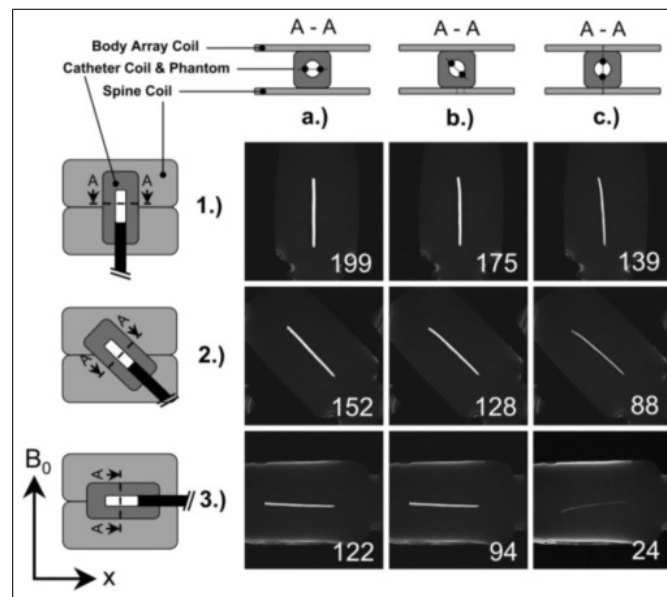 A - A A - A A - A
Body Array Coil
Catheter Coil & Phantom
Spine Coil
a.) b.) c.)
A A
1.)
199 175 139
A
A
2.)
152 128 88
A
A
3.)
122 94 24
B0
x